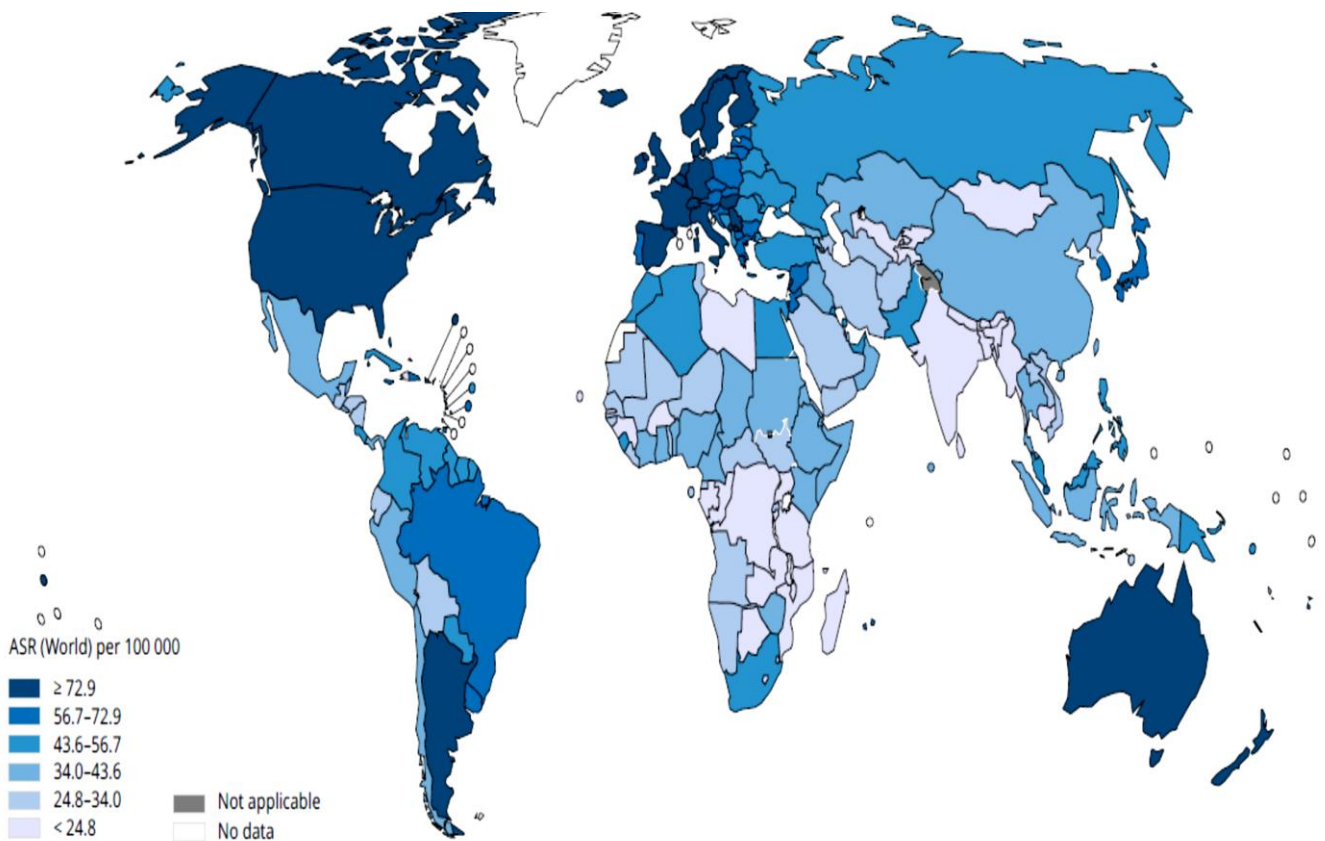 ASR (World) per 100 000
≥ 72.9
56.7–72.9
43.6–56.7
34.0–43.6
24.8–34.0
< 24.8
Not applicable
No data